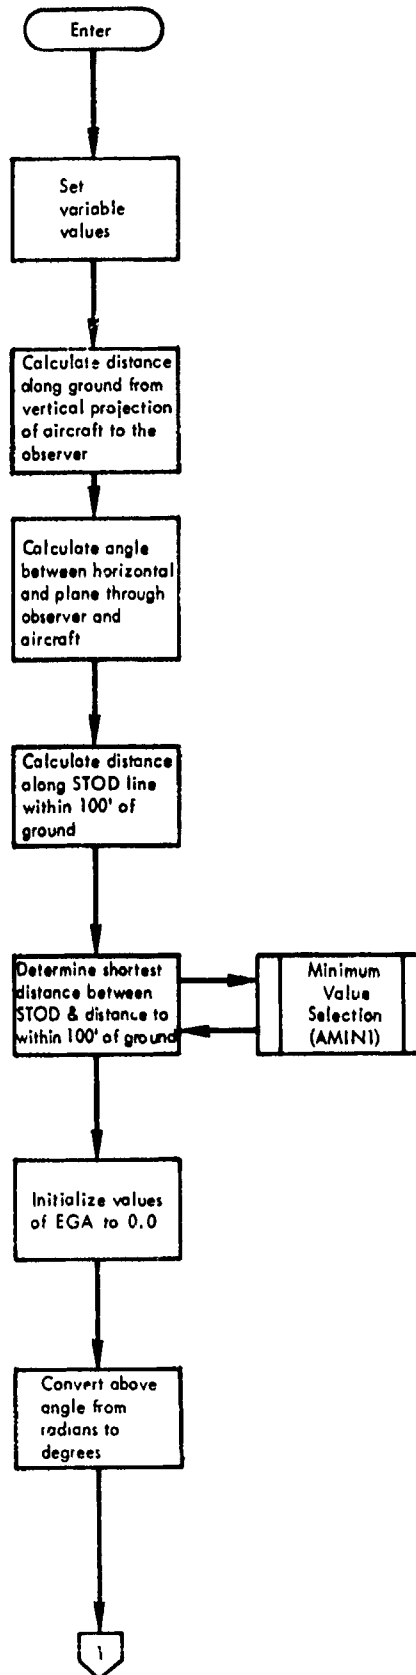 Enter
Set
variable
values
Calculate distance
along ground from
vertical projection
of aircraft to the
observer
Calculate angle
between horizontal
and plane through
observer and
aircraft
Calculate distance
along STOD line
within 100' of
ground
Determine shortest
distance between
STOD & distance to
within 100' of ground
Minimum
Value
Selection
(AMIN1)
Initialize values
of EGA to 0.0
Convert above
angle from
radians to
degrees
1